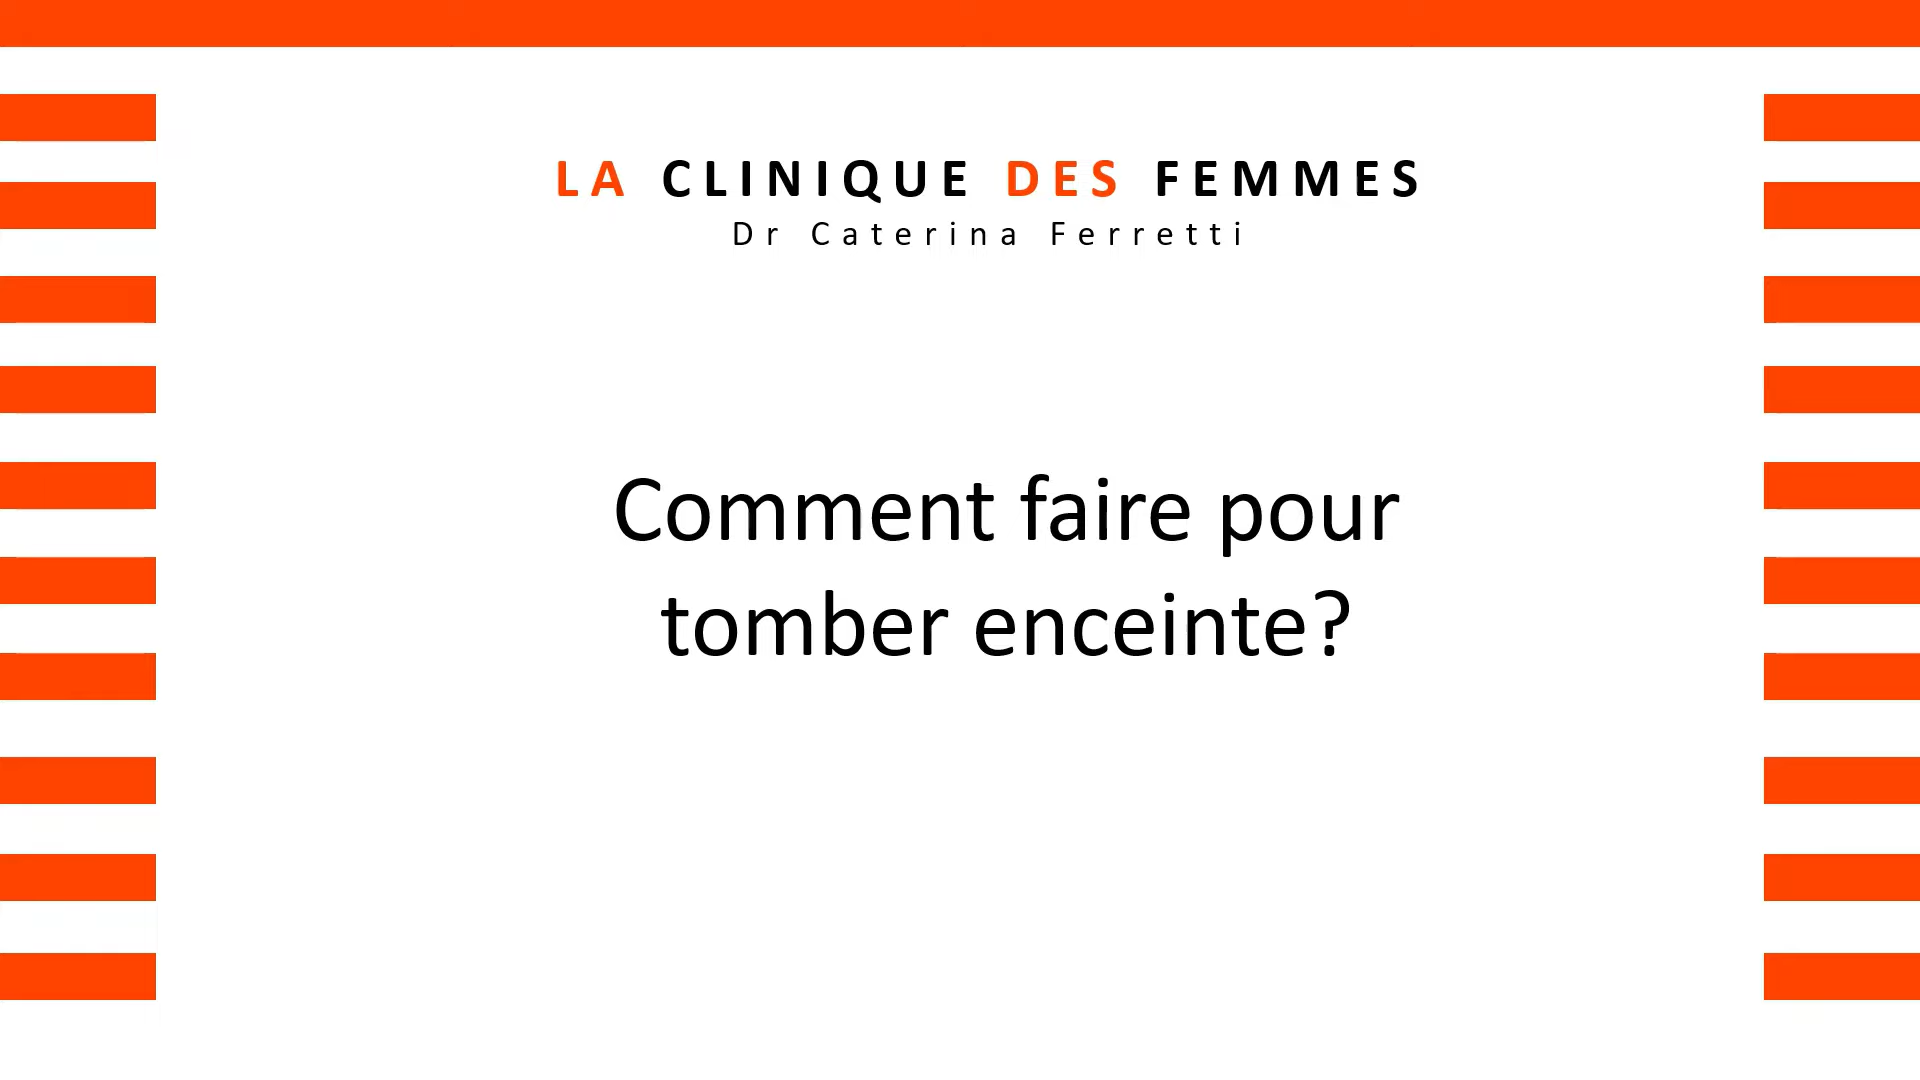 LA CLINIQUE DES FEMMES
Dr Caterina Ferretti
Comment faire pour
tomber enceinte?